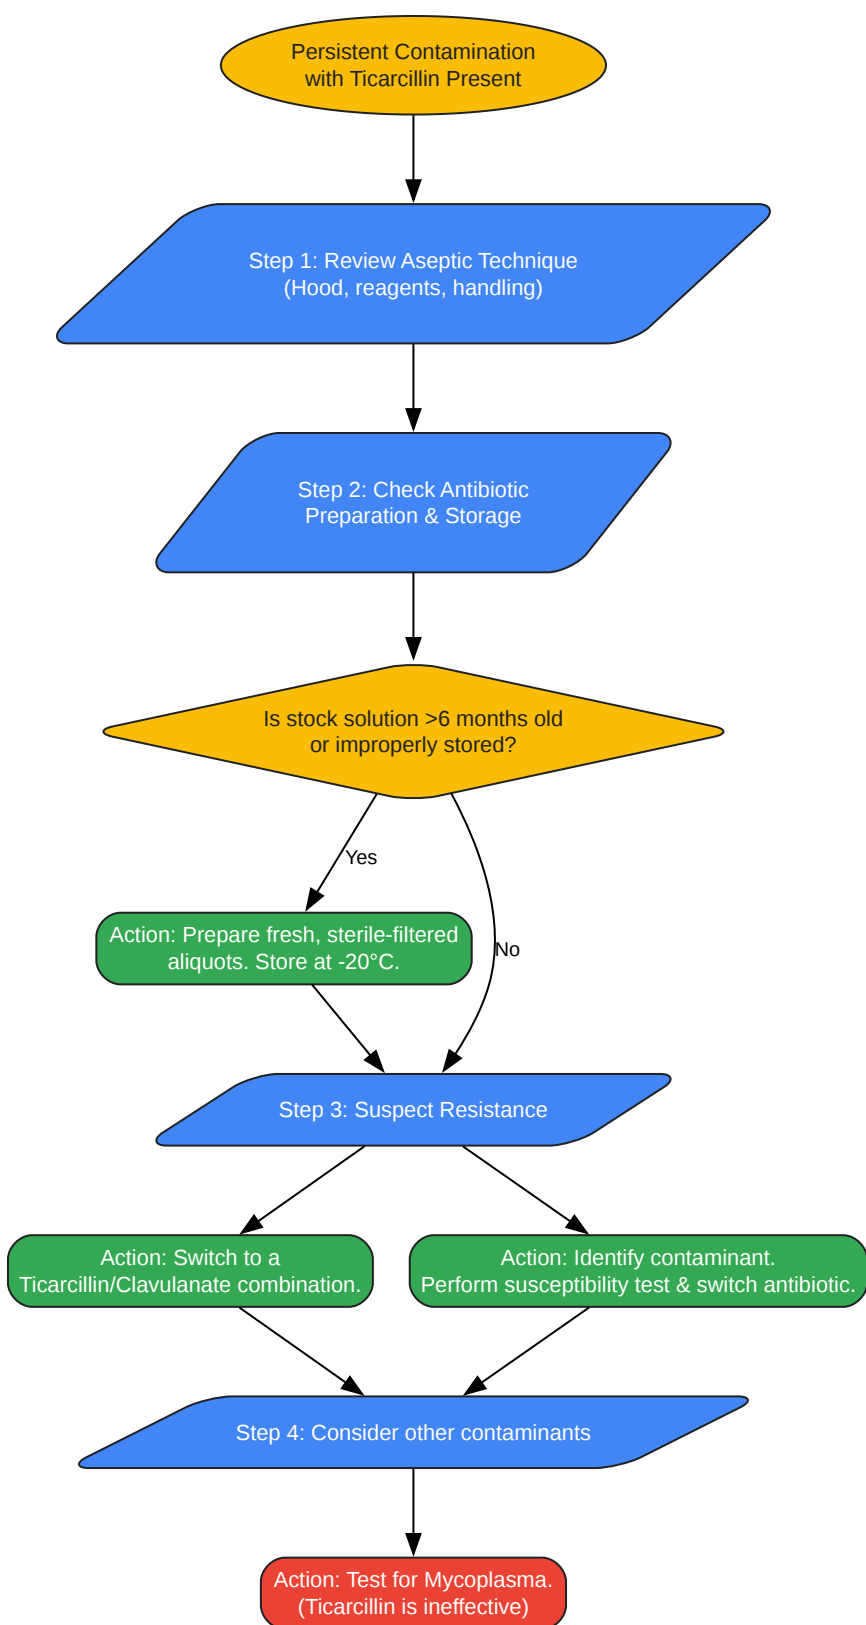 Persistent Contamination
with Ticarcillin Present
Step 1: Review Aseptic Technique
(Hood, reagents, handling)
Step 2: Check Antibiotic
Preparation & Storage
Is stock solution >6 months old
or improperly stored?
Yes
Action: Prepare fresh, sterile-filtered
aliquots. Store at -20°C.
No
Step 3: Suspect Resistance
Action: Switch to a
Ticarcillin/Clavulanate combination.
Action: Identify contaminant.
Perform susceptibility test & switch antibiotic.
Step 4: Consider other contaminants
Action: Test for Mycoplasma.
(Ticarcillin is ineffective)